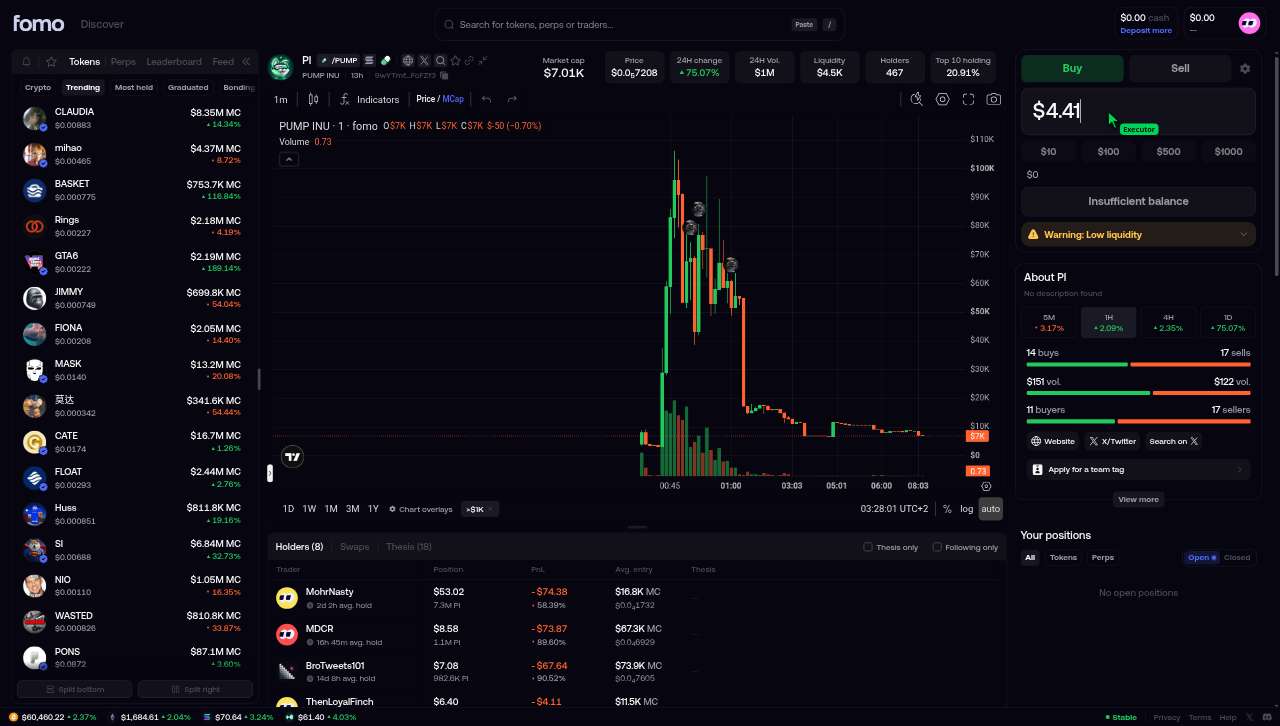 fomo
Discover
Search for tokens, perps or traders...
Paste
/
$0.00 cash
Deposit more
$0.00
—
Tokens Perps Leaderboard Feed
Crypto Trending Most held Graduated Bonding
CLAUDIA $8.35M MC
$0.00883 14.34%
mihao $4.37M MC
$0.00465 8.72%
BASKET $753.7K MC
$0.000775 116.84%
Rings $2.18M MC
$0.00227 4.19%
GTA6 $2.19M MC
$0.00222 189.14%
JIMMY $699.8K MC
$0.000749 54.04%
FIONA $2.05M MC
$0.00208 14.40%
MASK $13.2M MC
$0.0140 20.08%
莫达 $341.6K MC
$0.000342 54.44%
CATE $16.7M MC
$0.0174 1.26%
FLOAT $2.44M MC
$0.00293 2.76%
Huss $811.8K MC
$0.000851 19.16%
SI $6.84M MC
$0.00688 32.73%
NIO $1.05M MC
$0.00110 16.35%
WASTED $810.8K MC
$0.000826 33.87%
PONS $87.1M MC
$0.0872 3.60%
Split bottom Split right
PI /PUMP
PUMP INU 13h
Market cap
$7.01K
Price
$0.0₅7208
24H change
75.07%
24H Vol.
$1M
Liquidity
$4.5K
Holders
467
Top 10 holding
20.91%
1m Indicators Price / MCap
PUMP INU · 1 · fomo O$7K H$7K L$7K C$7K $-50 (−0.70%)
Volume 0.73
$110K
$100K
$90K
$80K
$70K
$60K
$50K
$40K
$30K
$20K
$10K
$7K
$0
0.73
00:45 01:00 03:03 05:01 06:00 08:03
1D 1W 1M 3M 1Y Chart overlays >$1K
03:28:01 UTC+2 % log auto
Holders (8) Swaps Thesis (18)
Thesis only Following only
Trader Position PnL Avg. entry Thesis
MohrNasty $53.02 -$74.38 $16.8K MC
2d 2h avg. hold 7.3M PI 58.39% $0.0₄1732
MDCR $8.58 -$73.87 $67.3K MC
16h 45m avg. hold 1.1M PI 89.60% $0.0₄6929
BroTweets101 $7.08 -$67.64 $73.9K MC
14d 8h avg. hold 982.6K PI 90.52% $0.0₄7605
ThenLoyalFinch $6.40 -$4.11 $11.5K MC
Buy Sell
$4.41
Executor
$10 $100 $500 $1000
$0
Insufficient balance
Warning: Low liquidity
About PI
No description found
5M 1H 4H 1D
3.17% 2.09% 2.35% 75.07%
14 buys 17 sells
$151 vol. $122 vol.
11 buyers 17 sellers
Website X/Twitter Search on X
Apply for a team tag
View more
Your positions
All Tokens Perps Open Closed
No open positions
$60,460.22 2.37% $1,684.61 2.04% $70.64 3.24% $61.40 4.03%
Stable Privacy Terms Help